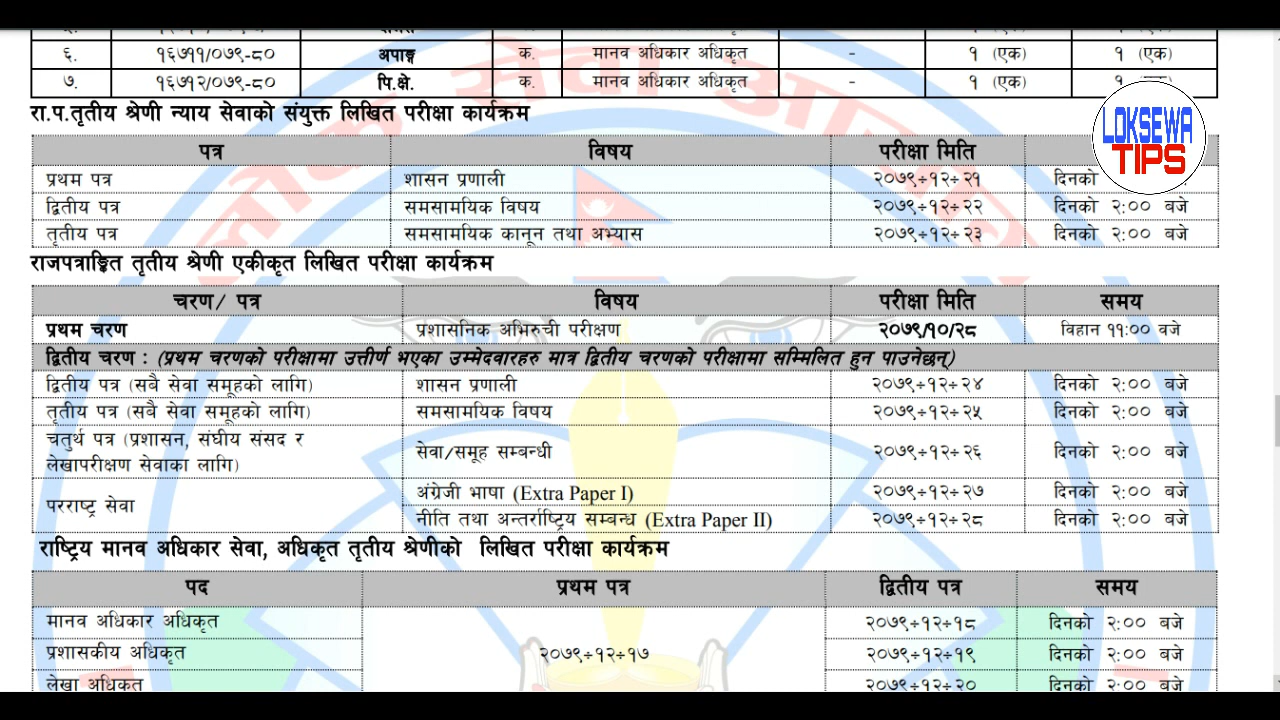 ६. १६७११/०७९-८० अपाङ्ग क. मानव अधिकार अधिकृत - १ (एक) १ (एक)
७. १६७१२/०७९-८० पि.क्षे. क. मानव अधिकार अधिकृत - १ (एक) १
रा.प.तृतीय श्रेणी न्याय सेवाको संयुक्त लिखित परीक्षा कार्यक्रम
पत्र विषय परीक्षा मिति
LOKSEWA
TIPS
प्रथम पत्र शासन प्रणाली २०७९÷१२÷२१ दिनको
द्वितीय पत्र समसामयिक विषय २०७९÷१२÷२२ दिनको २:०० बजे
तृतीय पत्र समसामयिक कानून तथा अभ्यास २०७९÷१२÷२३ दिनको २:०० बजे
राजपत्राङ्कित तृतीय श्रेणी एकीकृत लिखित परीक्षा कार्यक्रम
चरण/ पत्र विषय परीक्षा मिति समय
प्रथम चरण प्रशासनिक अभिरुची परीक्षण २०७९/१०/२८ विहान ११:०० वजे
द्वितीय चरण : (प्रथम चरणको परीक्षामा उत्तीर्ण भएका उम्मेदवारहरु मात्र द्वितीय चरणको परीक्षामा सम्मिलित हुन पाउनेछन्)
द्वितीय पत्र (सबै सेवा समूहको लागि) शासन प्रणाली २०७९÷१२÷२४ दिनको २:०० बजे
तृतीय पत्र (सबै सेवा समूहको लागि) समसामयिक विषय २०७९÷१२÷२५ दिनको २:०० बजे
चतुर्थ पत्र (प्रशासन, संघीय संसद र
लेखापरीक्षण सेवाका लागि) सेवा/समूह सम्बन्धी २०७९÷१२÷२६ दिनको २:०० बजे
परराष्ट्र सेवा अंग्रेजी भाषा (Extra Paper I) २०७९÷१२÷२७ दिनको २:०० बजे
नीति तथा अन्तर्राष्ट्रिय सम्बन्ध (Extra Paper II) २०७९÷१२÷२८ दिनको २:०० बजे
राष्ट्रिय मानव अधिकार सेवा, अधिकृत तृतीय श्रेणीको लिखित परीक्षा कार्यक्रम
पद प्रथम पत्र द्वितीय पत्र समय
मानव अधिकार अधिकृत २०७९÷१२÷१८ दिनको २:०० बजे
प्रशासकीय अधिकृत २०७९÷१२÷१७ २०७९÷१२÷१९ दिनको २:०० बजे
लेखा अधिकृत २०७९÷१२÷२० दिनको २:०० बजे